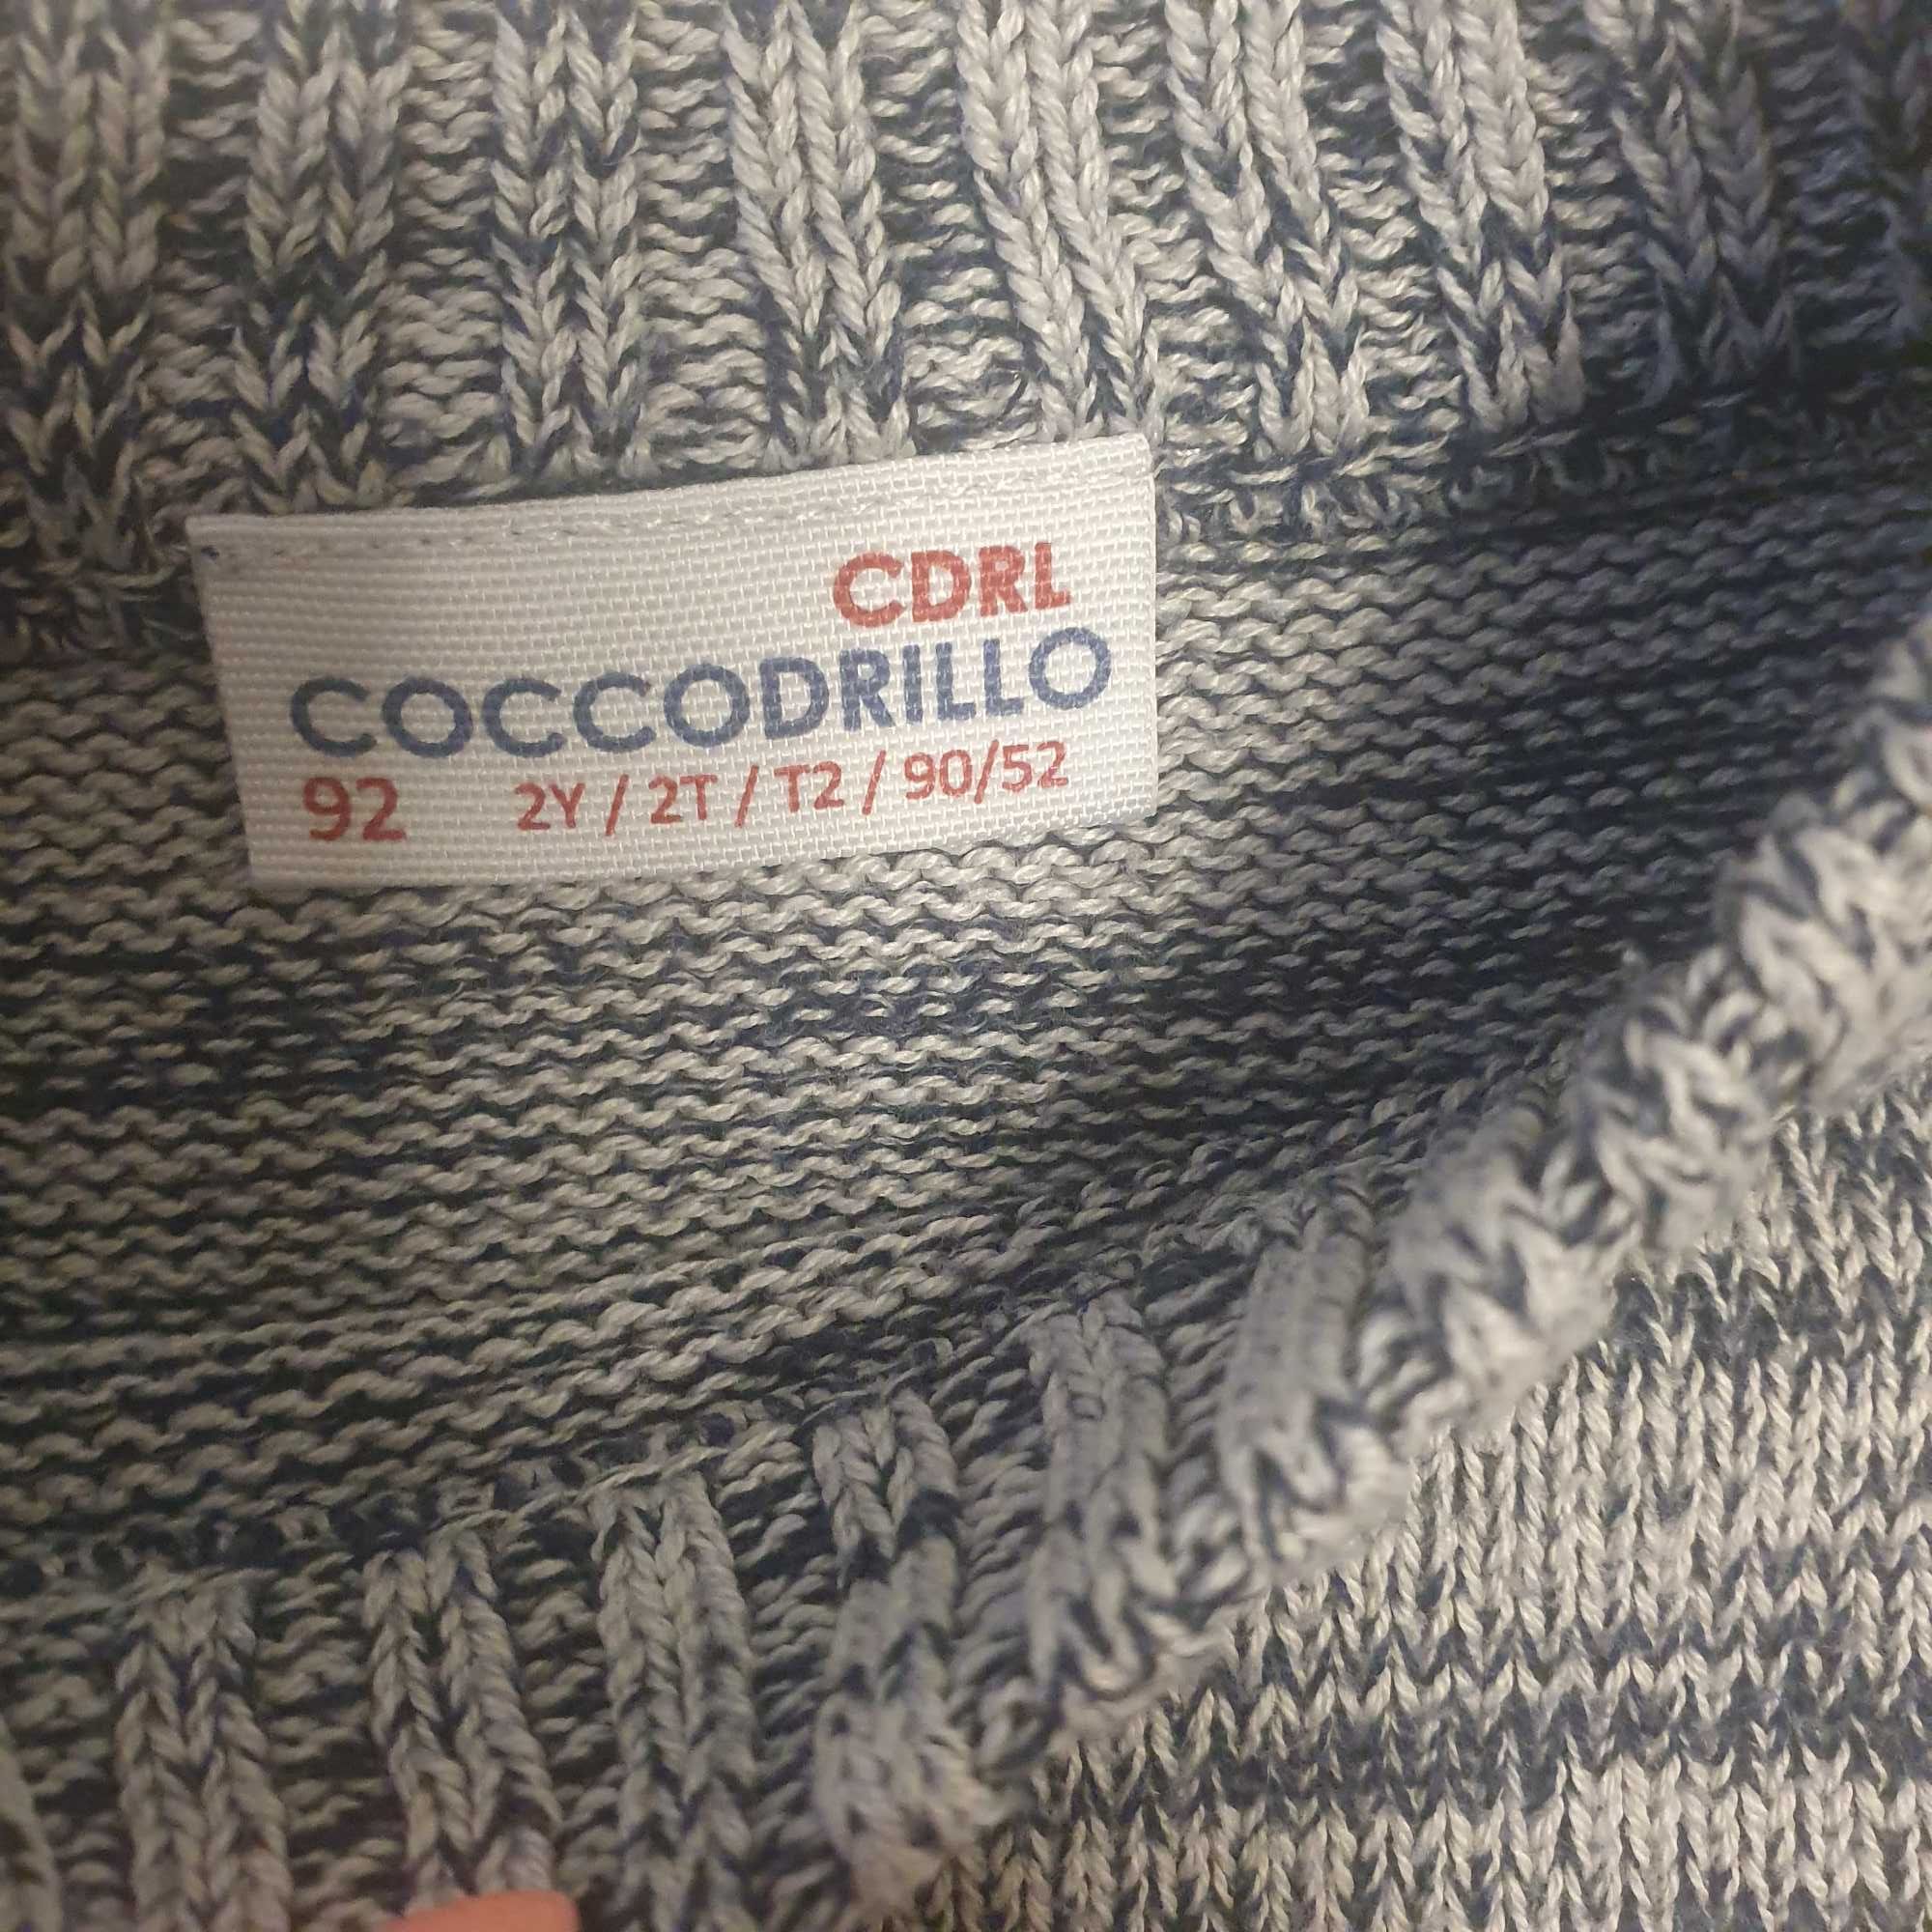 CDRL
COCCODRILLO
92 2Y / 2T / T2 / 90/52